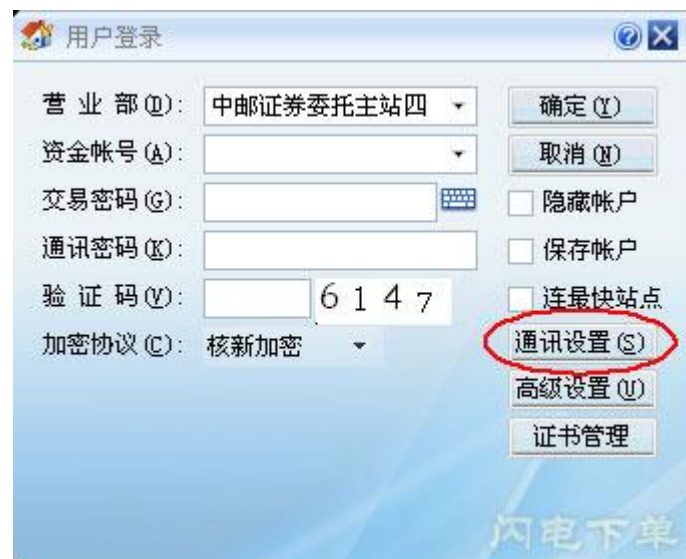 用户登录
营 业 部(D): 中邮证券委托主站四 确定(Y)
资金帐号(A): 取消(N)
交易密码(G): 隐藏帐户
通讯密码(K): 保存帐户
验 证 码(V): 6147 连最快站点
加密协议(C): 核新加密 通讯设置(S)
高级设置(U)
证书管理
闪电下单